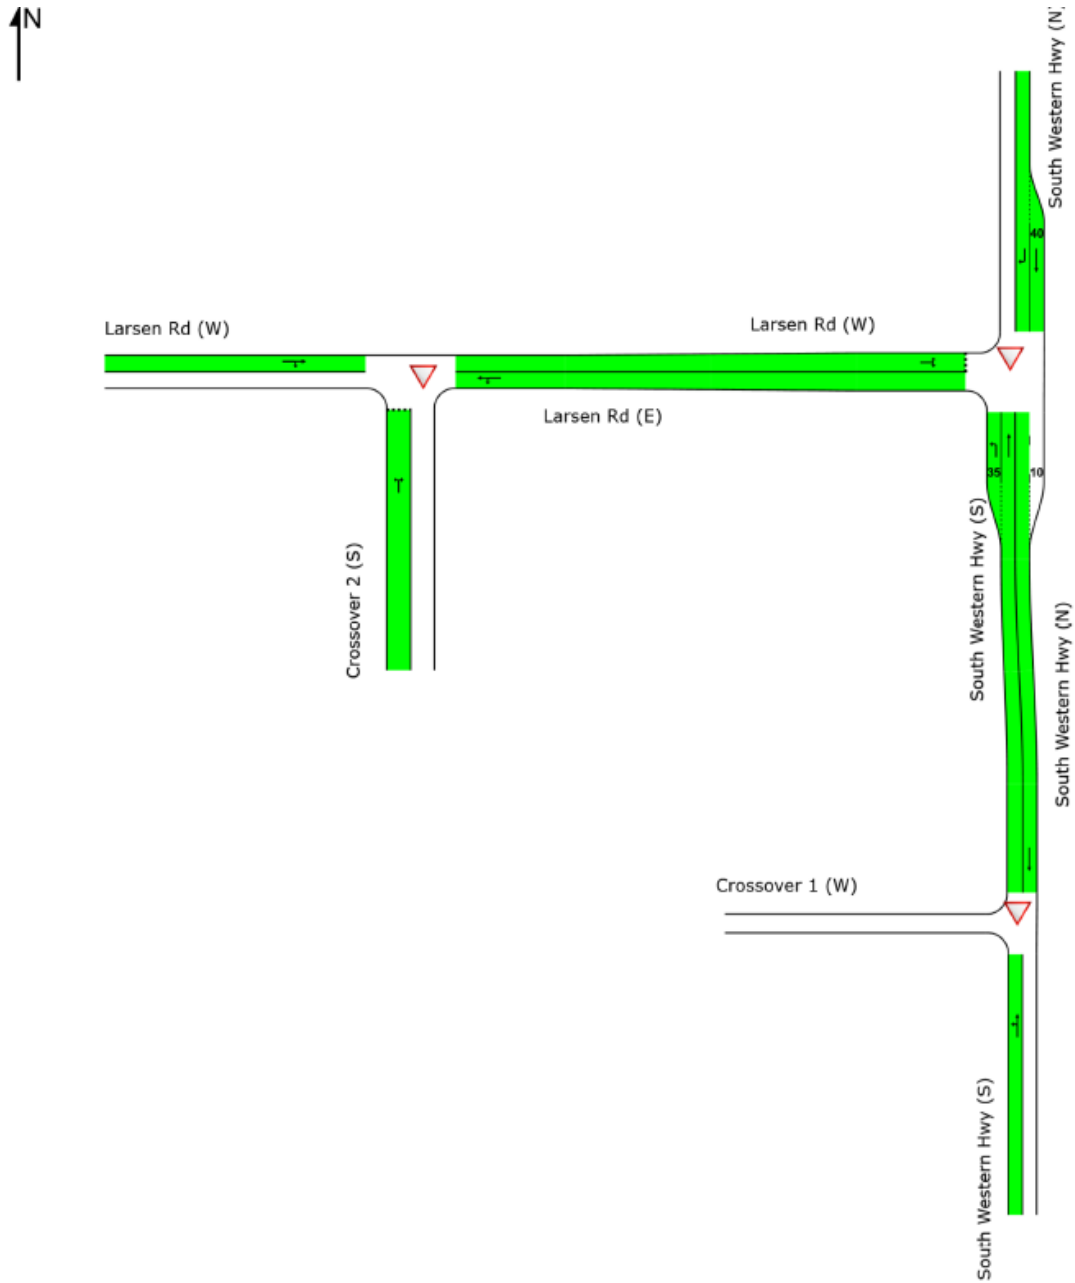 N
South Western Hwy (N)
40
Larsen Rd (W)
Larsen Rd (W)
Larsen Rd (E)
35
10
South Western Hwy (S)
Crossover 2 (S)
South Western Hwy (N)
Crossover 1 (W)
South Western Hwy (S)